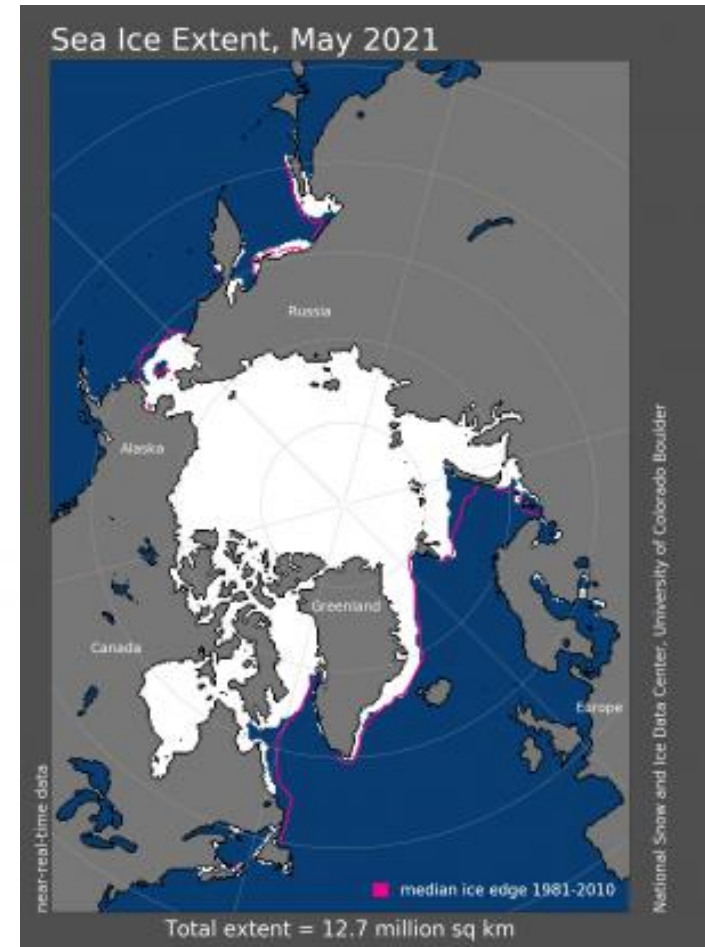 Sea Ice Extent, May 2021
Russia
Alaska
Greenland
Canada
Europe
near-real-time data
National Snow and Ice Data Center, University of Colorado Boulder
median ice edge 1981-2010
Total extent = 12.7 million sq km